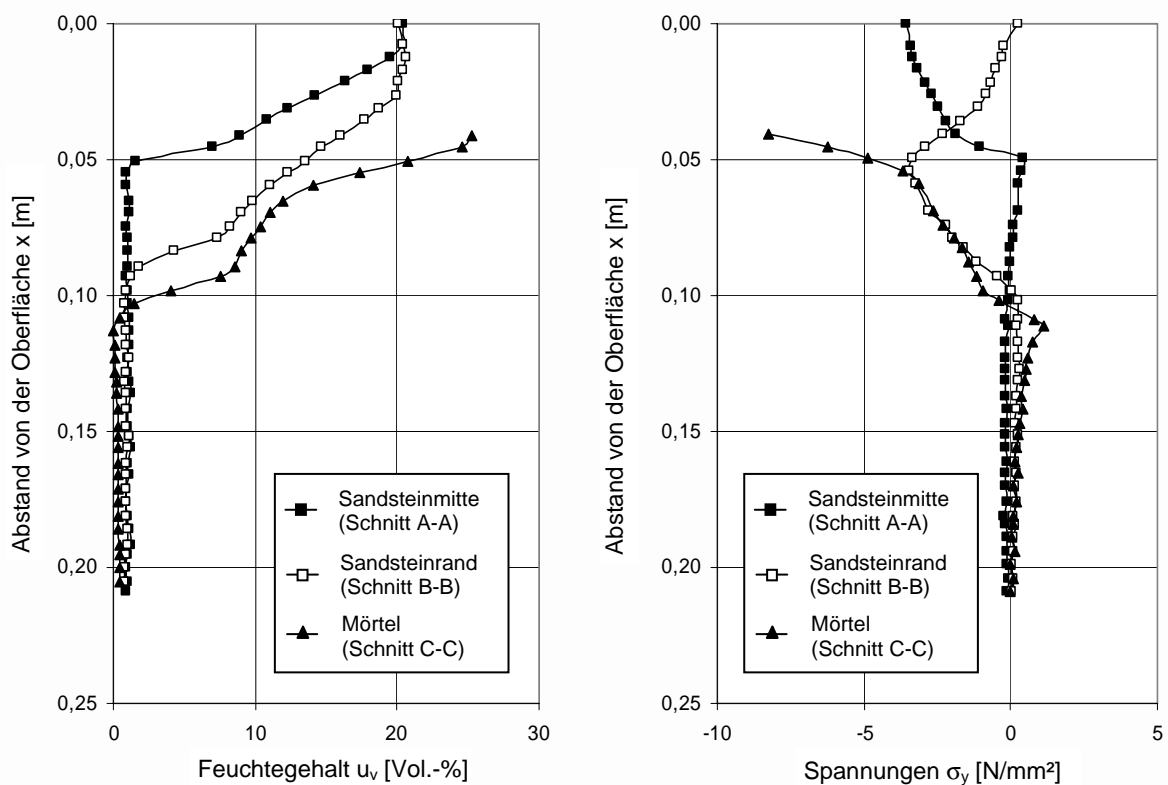 0,00
0,05
0,10
0,15
0,20
0,25
Abstand von der Oberfläche x [m]
0
10
20
30
Feuchtegehalt uv [Vol.-%]
Sandsteinmitte
(Schnitt A-A)
Sandsteinrand
(Schnitt B-B)
Mörtel
(Schnitt C-C)
0,00
0,05
0,10
0,15
0,20
0,25
Abstand von der Oberfläche x [m]
-10
-5
0
5
Spannungen σy [N/mm²]
Sandsteinmitte
(Schnitt A-A)
Sandsteinrand
(Schnitt B-B)
Mörtel
(Schnitt C-C)